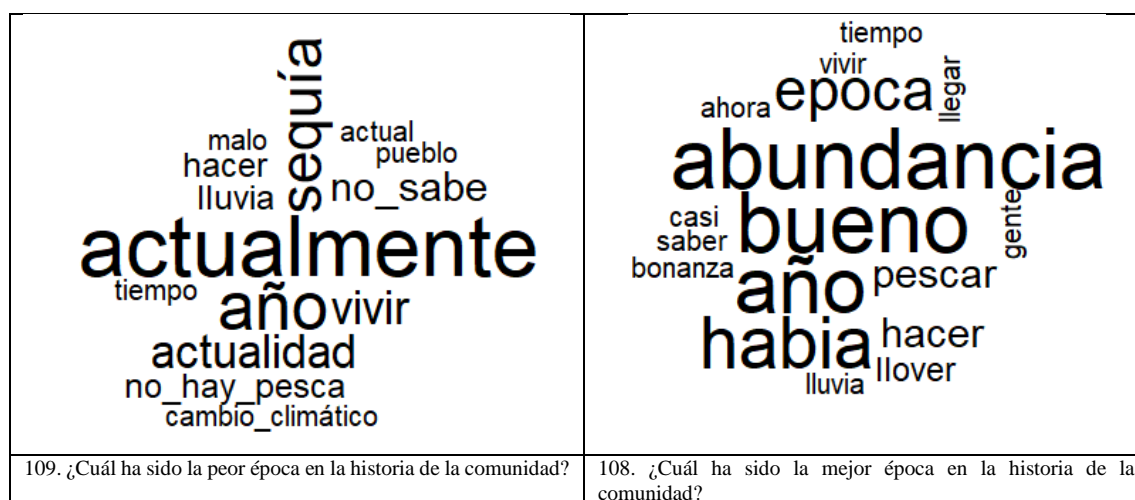 sequía
malo
actual
hacer
pueblo
lluvia
no_sabe
actualmente
tiempo
año
vivir
actualidad
no_hay_pesca
cambio_climático
109. ¿Cuál ha sido la peor época en la historia de la comunidad?
tiempo
vivir
epoca
llegar
ahora
abundancia
casi
bueno
gente
saber
bonanza
año
pescar
habia
hacer
llover
lluvia
108. ¿Cuál ha sido la mejor época en la historia de la
comunidad?